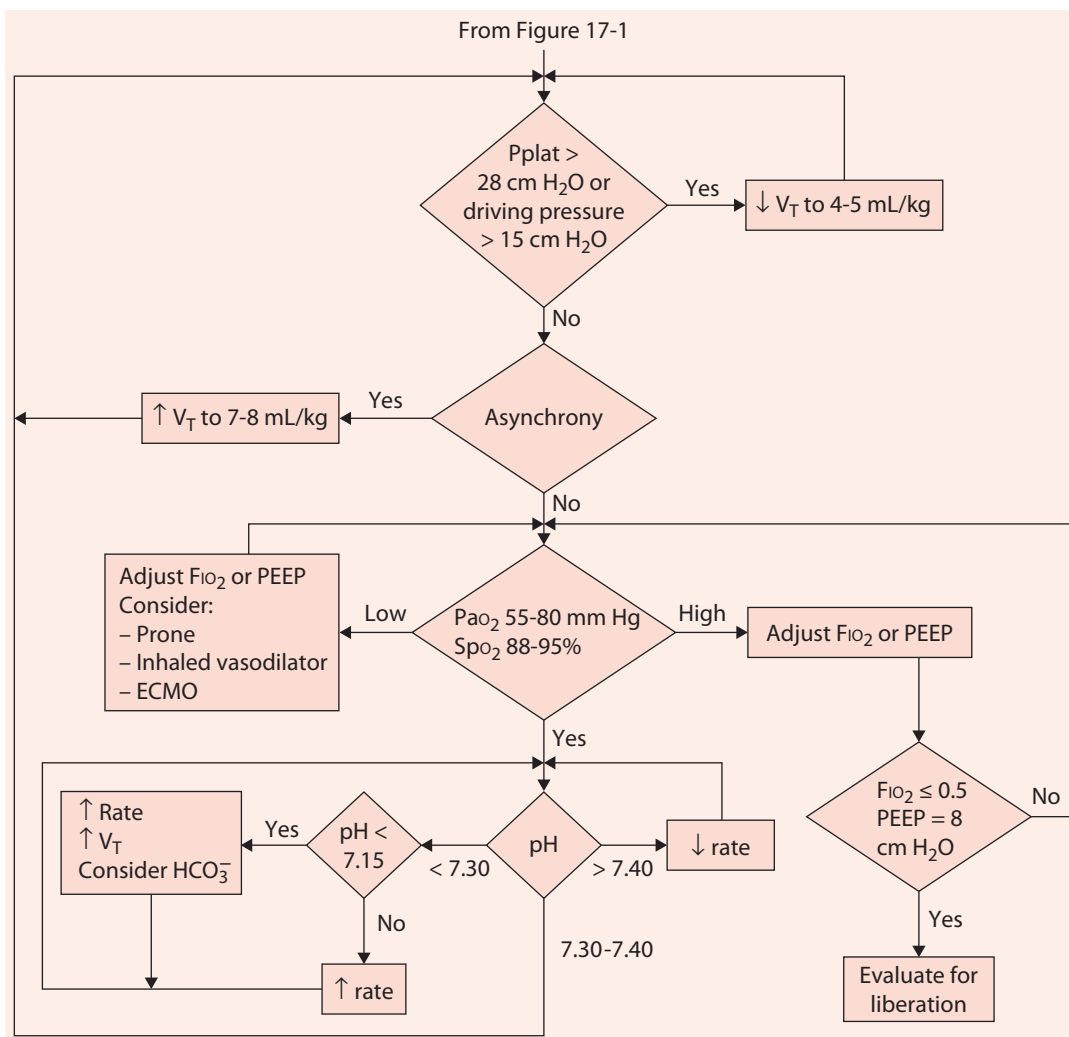 From Figure 17-1
Pplat >
28 cm H₂O or
driving pressure
> 15 cm H₂O
Yes
↓ V_T to 4-5 mL/kg
No
Asynchrony
Yes
↑ V_T to 7-8 mL/kg
No
PaO₂ 55-80 mm Hg
SpO₂ 88-95%
Low
Adjust FIO₂ or PEEP
Consider:
– Prone
– Inhaled vasodilator
– ECMO
High
Adjust FIO₂ or PEEP
Yes
FIO₂ ≤ 0.5
PEEP = 8
cm H₂O
No
Yes
Evaluate for
liberation
pH
> 7.40
↓ rate
< 7.30
pH <
7.15
Yes
↑ Rate
↑ V_T
Consider HCO₃⁻
No
↑ rate
7.30-7.40